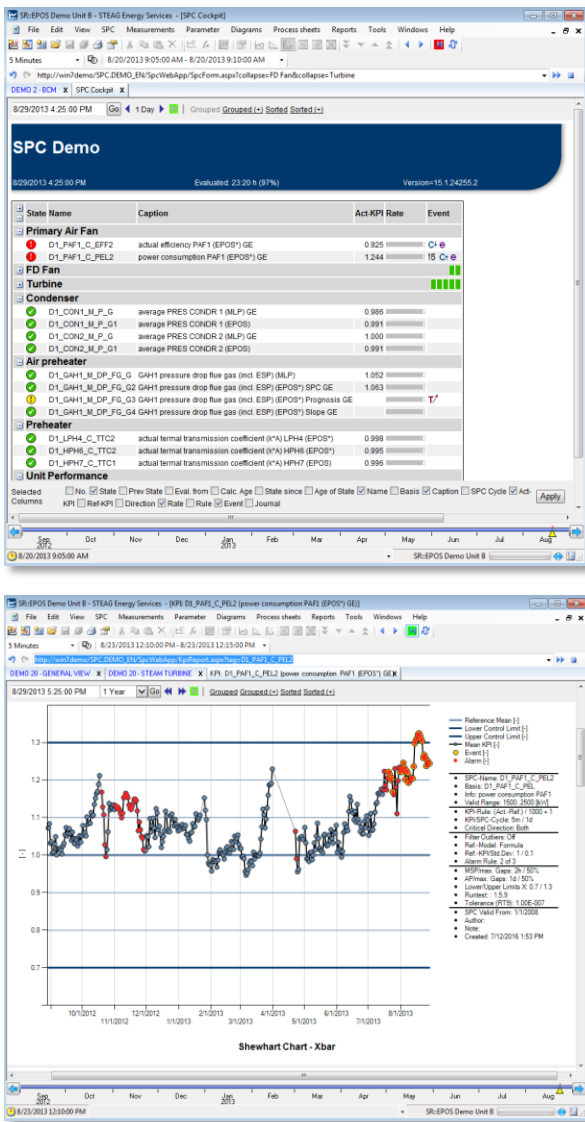 SR::EPOS Demo Unit B - STEAG Energy Services - [SPC Cockpit]
File Edit View SPC Measurements Parameter Diagrams Process sheets Reports Tools Windows Help
5 Minutes 8/20/2013 9:05:00 AM - 8/20/2013 9:10:00 AM
http://win7demo/SPC.DEMO_EN/SpcWebApp/SpcForm.aspx?collapse=FD Fan&collapse=Turbine
DEMO 2 - BCM X SPC Cockpit X
8/29/2013 4:25:00 PM Go 1 Day Grouped Grouped (+) Sorted Sorted (+)
SPC Demo
8/29/2013 4:25:00 PM Evaluated: 23:20 h (97%) Version=15.1.24255.2
State Name Caption Act-KPI Rate Event
Primary Air Fan
D1_PAF1_C_EFF2 actual efficiency PAF1 (EPOS*) GE 0.925 C↓ e
D1_PAF1_C_PEL2 power consumption PAF1 (EPOS*) GE 1.244 !5 C↑ e
FD Fan
Turbine
Condenser
D1_CON1_M_P_G average PRES CONDR 1 (MLP) GE 0.986
D1_CON1_M_P_G1 average PRES CONDR 1 (EPOS) 0.991
D1_CON2_M_P_G average PRES CONDR 2 (MLP) GE 1.000
D1_CON2_M_P_G1 average PRES CONDR 2 (EPOS) 0.991
Air preheater
D1_GAH1_M_DP_FG_G GAH1 pressure drop flue gas (incl. ESP) (MLP) 1.052
D1_GAH1_M_DP_FG_G2 GAH1 pressure drop flue gas (incl. ESP) (EPOS*) SPC GE 1.063
D1_GAH1_M_DP_FG_G3 GAH1 pressure drop flue gas (incl. ESP) (EPOS*) Prognosis GE T↗
D1_GAH1_M_DP_FG_G4 GAH1 pressure drop flue gas (incl. ESP) (EPOS*) Slope GE
Preheater
D1_LPH4_C_TTC2 actual termal transmission coefficient (k*A) LPH4 (EPOS*) 0.998
D1_HPH6_C_TTC2 actual termal transmission coefficient (k*A) HPH6 (EPOS*) 0.995
D1_HPH7_C_TTC1 actual termal transmission coefficient (k*A) HPH7 (EPOS) 0.996
Unit Performance
Selected Columns No. State Prev State Eval. from Calc. Age State since Age of State Name Basis Caption SPC Cycle Act-
KPI Ref-KPI Direction Rate Rule Event Journal Apply
Sep 2012 Oct Nov Dec Jan 2013 Feb Mar Apr May Jun Jul Aug
8/20/2013 9:05:00 AM SR::EPOS Demo Unit B
SR::EPOS Demo Unit B - STEAG Energy Services - [KPI: D1_PAF1_C_PEL2 (power consumption PAF1 (EPOS*) GE)]
File Edit View SPC Measurements Parameter Diagrams Process sheets Reports Tools Windows Help
5 Minutes 8/23/2013 12:10:00 PM - 8/23/2013 12:15:00 PM
http://win7demo/SPC.DEMO_EN/SpcWebApp/KpiReport.aspx?tag=D1_PAF1_C_PEL2
DEMO 20 - GENERAL VIEW X DEMO 20 - STEAM TURBINE X KPI: D1_PAF1_C_PEL2 (power consumption PAF1 (EPOS*) GE) X
8/29/2013 5:25:00 PM 1 Year Go Grouped Grouped (+) Sorted Sorted (+)
Reference Mean [-]
Lower Control Limit [-]
Upper Control Limit [-]
Mean KPI [-]
Event [-]
Alarm [-]
SPC-Name: D1_PAF1_C_PEL2
Basis: D1_PAF1_C_PEL
Info: power consumption PAF1
Valid Range: 1500..2500 [kW]
KPI-Rule: (Act.-Ref.) / 1000 + 1
KPI/SPC-Cycle: 5m / 1d
Critical Direction: Both
Filter Outliers: Off
Ref.-Model: Formula
Ref.-KPI/Std.Dev.: 1 / 0.1
Alarm Rule: 2 of 3
MSP/max. Gaps: 2h / 50%
AP/max. Gaps: 1d / 50%
Lower/Upper Limits X: 0.7 / 1.3
Runtest: : 1,5,9
Tolerance (RT9): 1.00E-007
SPC Valid From: 1/1/2008
Author:
Note:
Created: 7/12/2016 1:53 PM
1.3
1.2
1.1
[-]
1.0
0.9
0.8
0.7
10/1/2012 12/1/2012 2/1/2013 4/1/2013 6/1/2013 8/1/2013
11/1/2012 1/1/2013 3/1/2013 5/1/2013 7/1/2013
Shewhart Chart - Xbar
Sep 2012 Oct Nov Dec Jan 2013 Feb Mar Apr May Jun Jul Aug
8/23/2013 12:10:00 PM SR::EPOS Demo Unit B